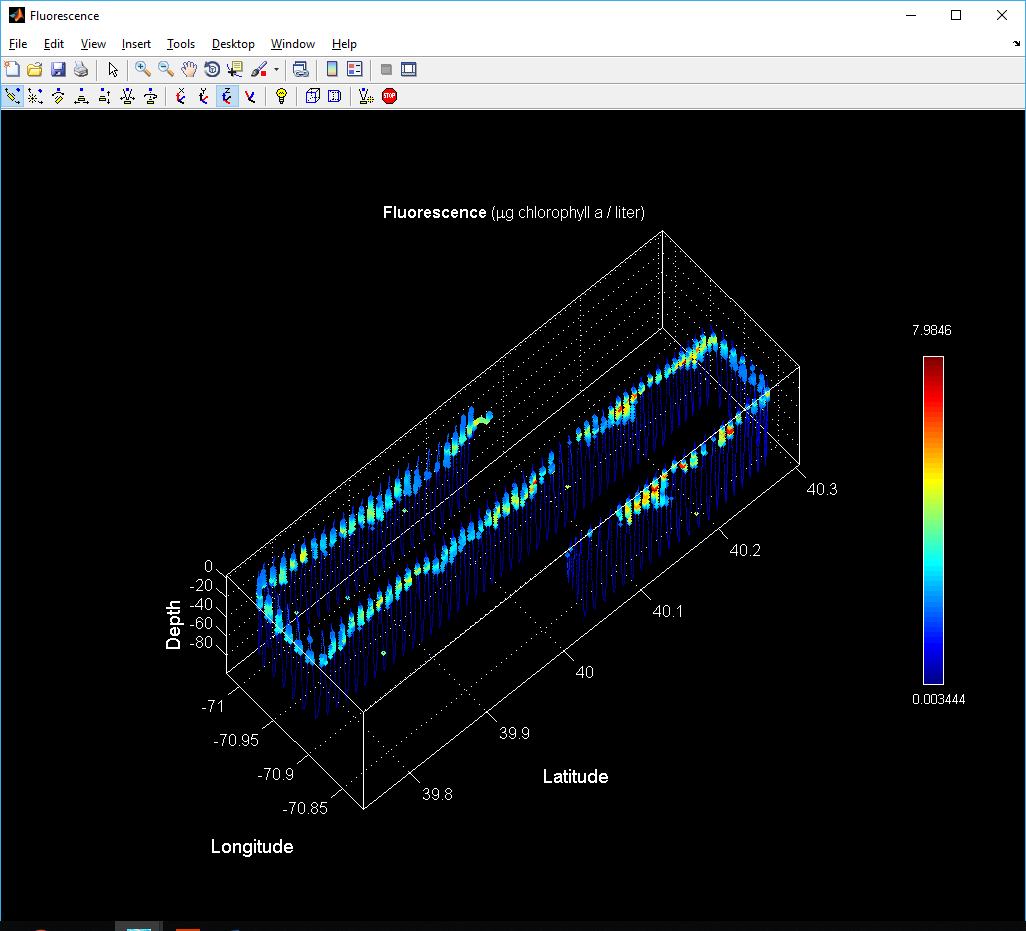 Fluorescence
File Edit View Insert Tools Desktop Window Help
STOP
Fluorescence (µg chlorophyll a / liter)
7.9846
40.3
40.2
0
-20
-40
-60
-80
Depth
40.1
40
0.003444
-71
-70.95
39.9
-70.9
Latitude
39.8
-70.85
Longitude